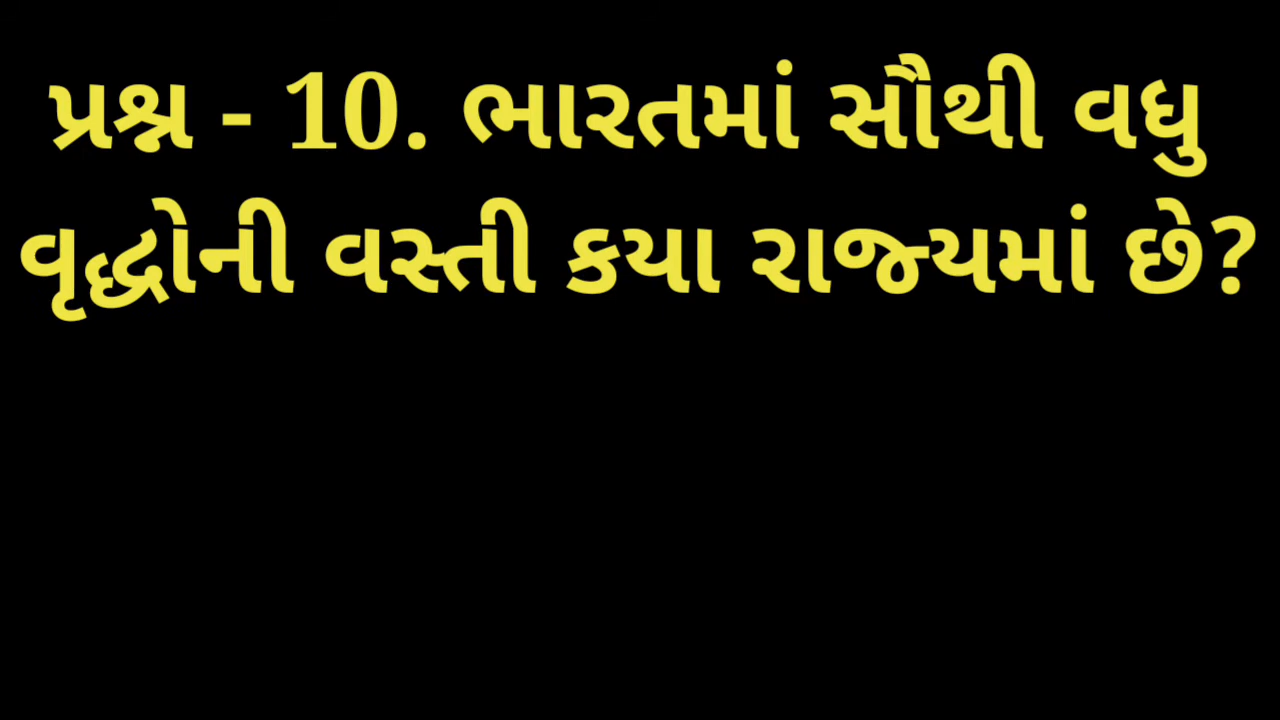 પ્રશ્ન - 10. ભારતમાં સૌથી વધુ
વૃદ્ધોની વસ્તી કયા રાજ્યમાં છે?